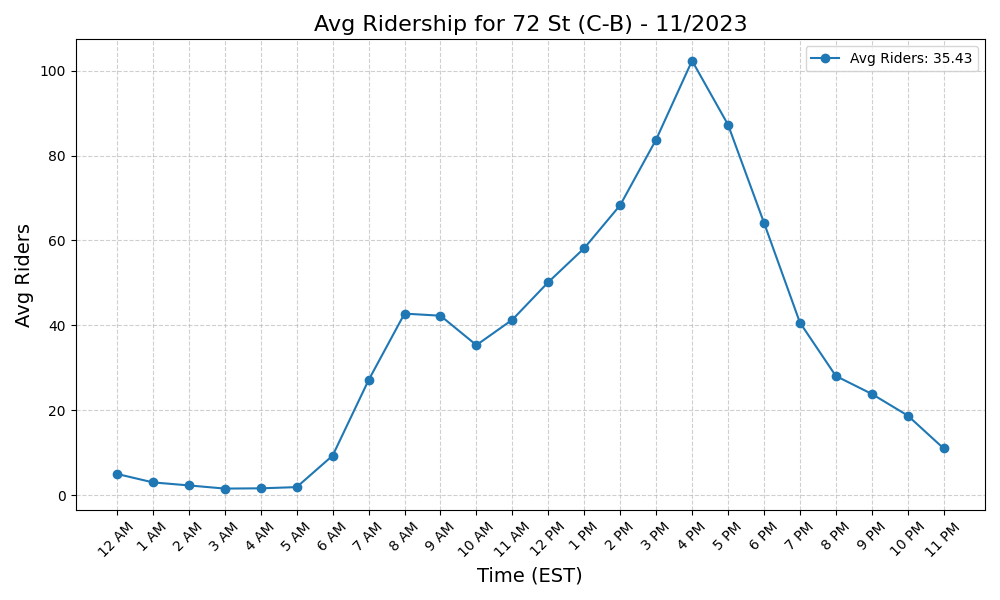 Avg Ridership for 72 St (C-B) - 11/2023
Avg Riders: 35.43
Avg Riders
100
80
60
40
20
0
12 AM
1 AM
2 AM
3 AM
4 AM
5 AM
6 AM
7 AM
8 AM
9 AM
10 AM
11 AM
12 PM
1 PM
2 PM
3 PM
4 PM
5 PM
6 PM
7 PM
8 PM
9 PM
10 PM
11 PM
Time (EST)